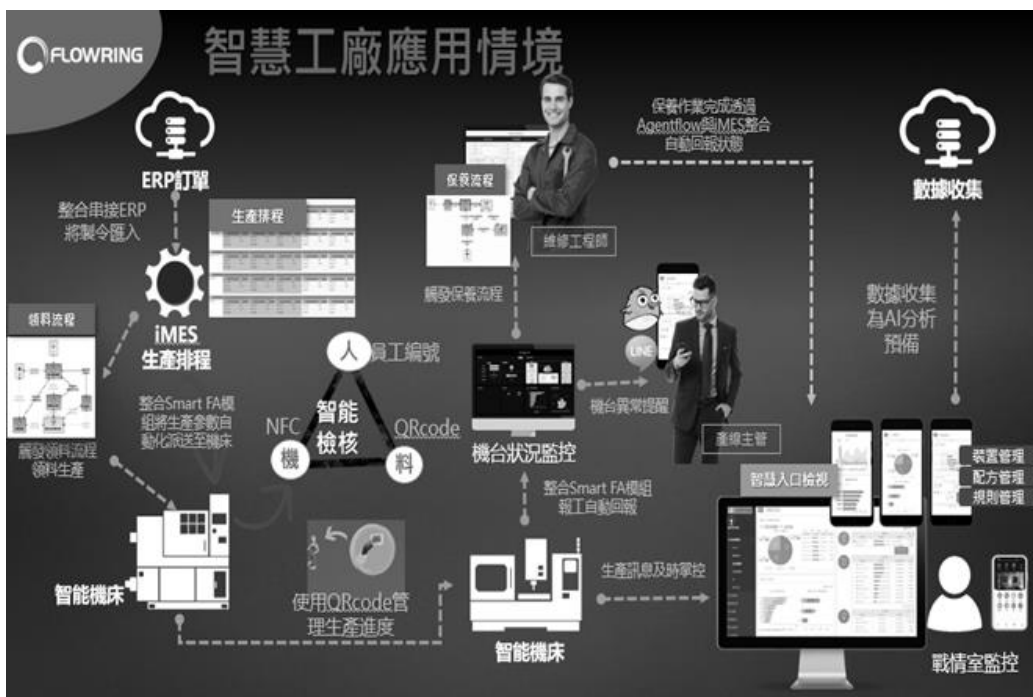 FLOWRING
智慧工廠應用情境
ERP訂單
整合串接ERP
將製令匯入
生產排程
iMES
生產排程
領料流程
觸發領料流程
領料生產
整合Smart FA模
組將生產參數自
動化派送至機床
智能機床
人
員工編號
智能
檢核
NFC
機
QRcode
料
使用QRcode管
理生產進度
保養流程
維修工程師
觸發保養流程
保養作業完成透過
Agentflow與iMES整合
自動回報狀態
機台狀況監控
LINE
機台異常提醒
產線主管
整合Smart FA模組
報工自動回報
智能機床
生產訊息及時掌控
數據收集
數據收集
為AI分析
預備
智慧入口檢視
裝置管理
配方管理
規則管理
戰情室監控